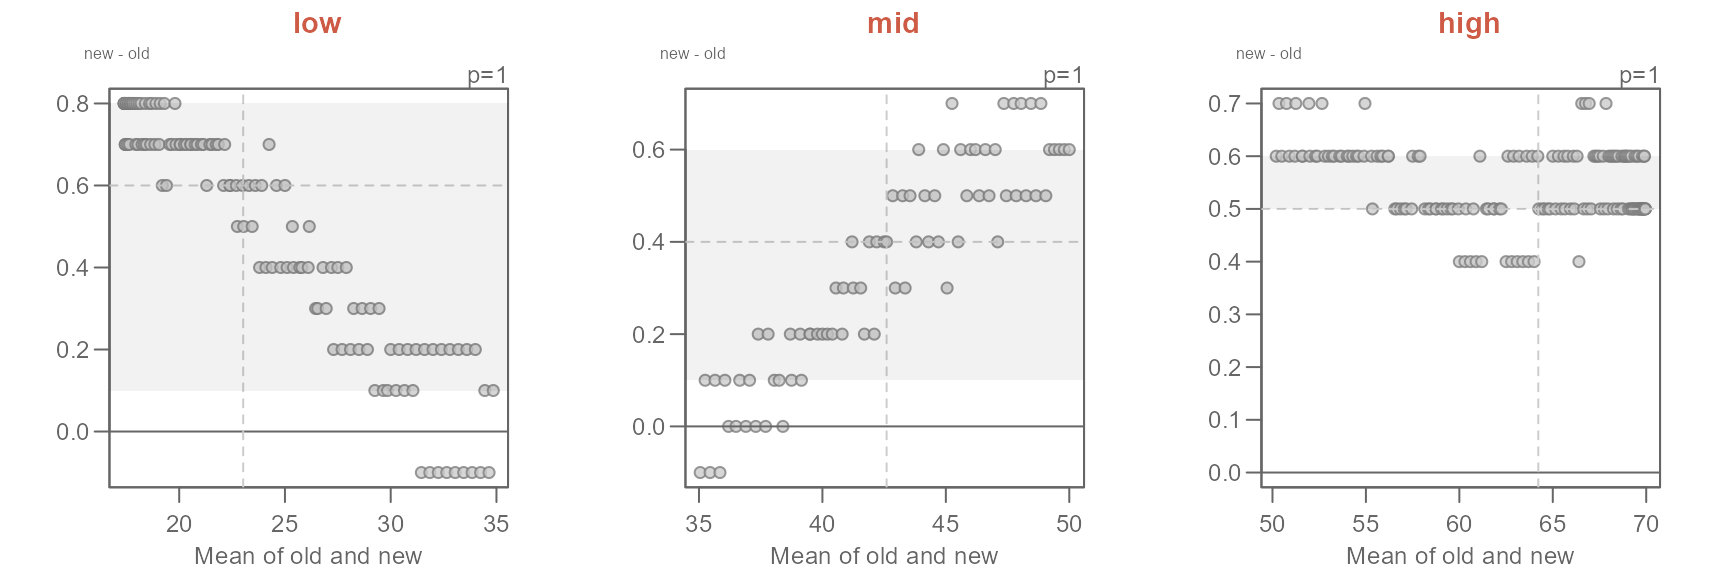 low
new - old
p=1
0.8
0.6
0.4
0.2
0.0
20 25 30 35
Mean of old and new
mid
new - old
p=1
0.6
0.4
0.2
0.0
35 40 45 50
Mean of old and new
high
new - old
p=1
0.7
0.6
0.5
0.4
0.3
0.2
0.1
0.0
50 55 60 65 70
Mean of old and new